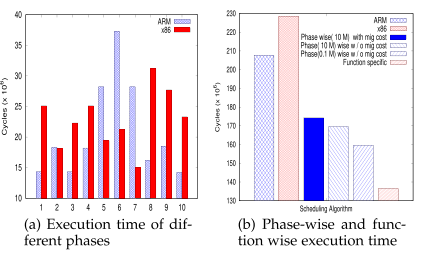 ARM
x86
Cycles (× 10⁶)
40
35
30
25
20
15
10
1 2 3 4 5 6 7 8 9 10
(a) Execution time of dif-
ferent phases
ARM
x86
Phase wise( 10 M) with mig cost
Phase( 10 M) wise w / o mig cost
Phase(0.1 M) wise w / o mig cost
Function specific
Cycles (× 10⁶)
230
220
210
200
190
180
170
160
150
140
130
Scheduling Algorithm
(b) Phase-wise and func-
tion wise execution time